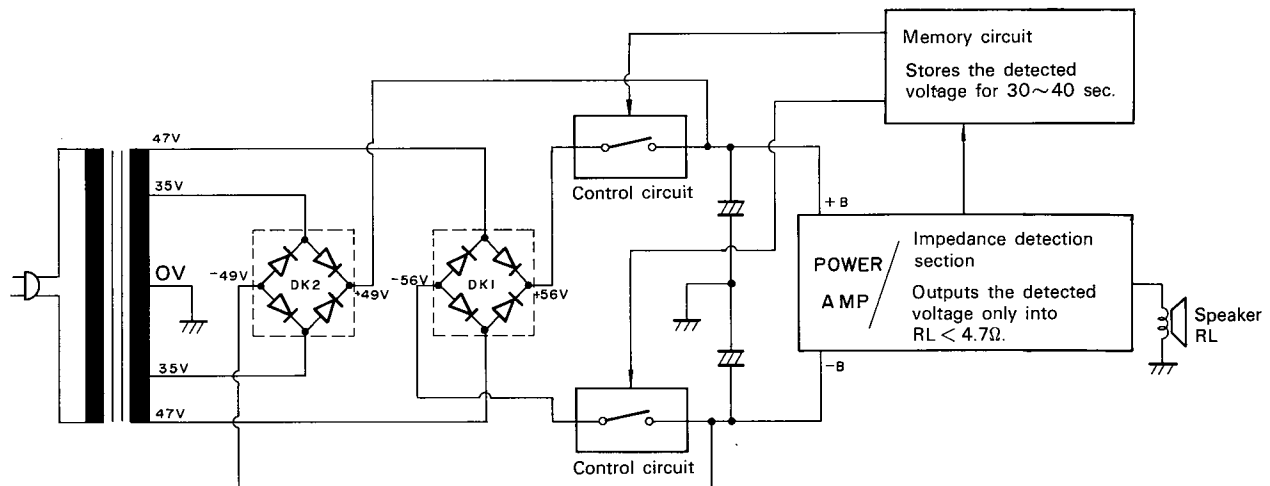 Memory circuit
Stores the detected
voltage for 30~40 sec.
47V
35V
Control circuit
+B
-49V
DK2
+49V
-56V
DK1
+56V
0V
POWER
AMP
Impedance detection
section
Outputs the detected
voltage only into
RL < 4.7Ω.
Speaker
RL
-B
35V
47V
Control circuit